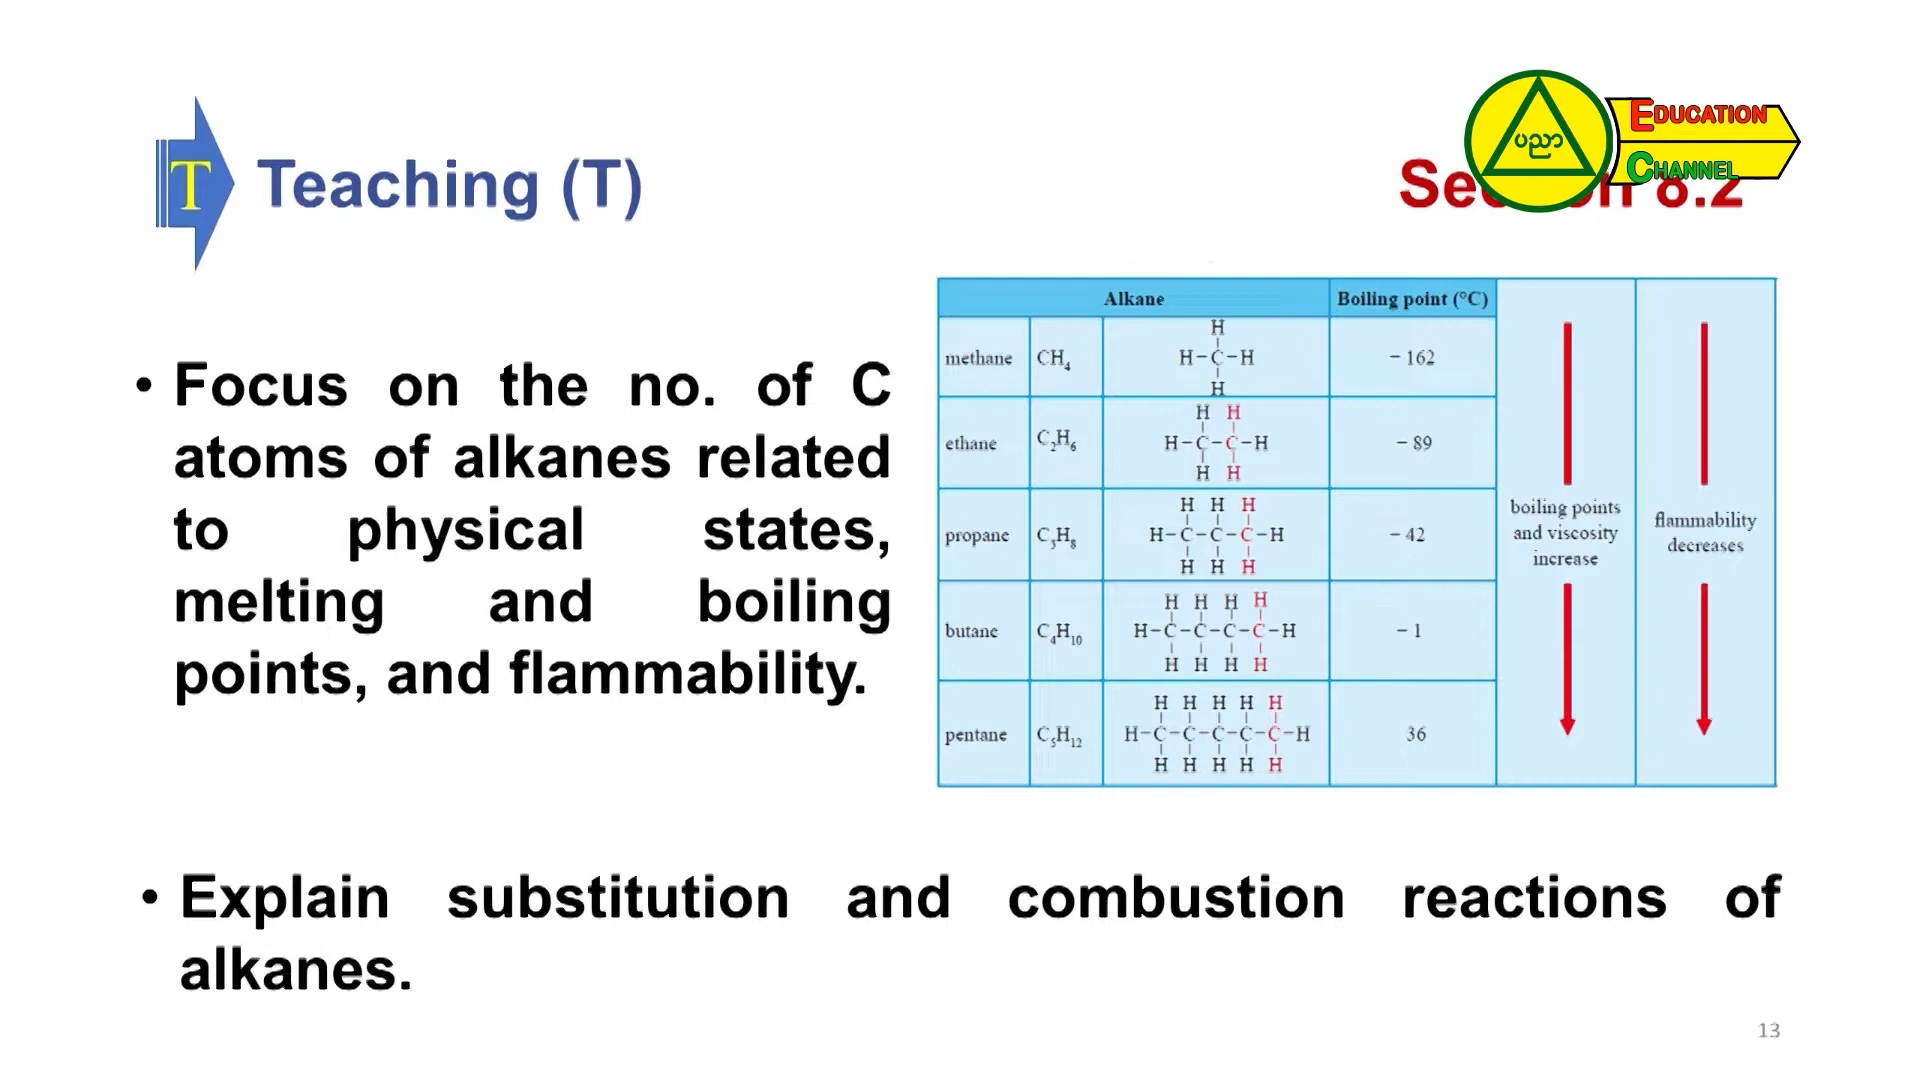 T
Teaching (T)
Section 8.2
ပညာ
EDUCATION
CHANNEL
• Focus on the no. of C
atoms of alkanes related
to physical states,
melting and boiling
points, and flammability.
Alkane Boiling point (°C)
methane CH₄ − 162
H
H−C−H
H
ethane C₂H₆ − 89
H H
H−C−C−H
H H
propane C₃H₈ − 42
H H H
H−C−C−C−H
H H H
butane C₄H₁₀ − 1
H H H H
H−C−C−C−C−H
H H H H
pentane C₅H₁₂ 36
H H H H H
H−C−C−C−C−C−H
H H H H H
boiling points
and viscosity
increase
flammability
decreases
• Explain substitution and combustion reactions of
alkanes.
13